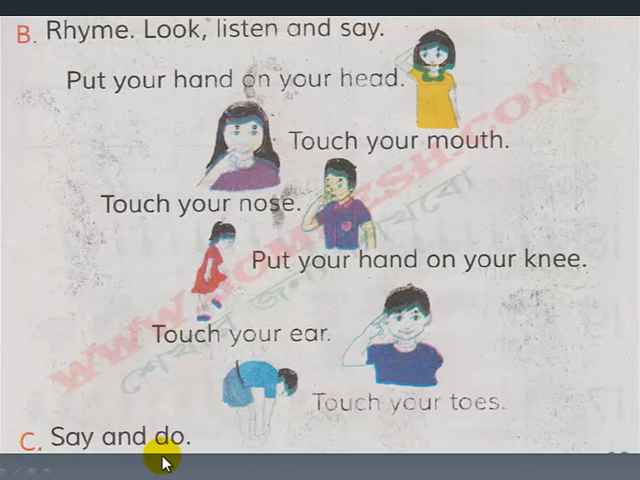 B. Rhyme. Look, listen and say.
Put your hand on your head.
Touch your mouth.
Touch your nose.
Put your hand on your knee.
Touch your ear.
Touch your toes.
C. Say and do.